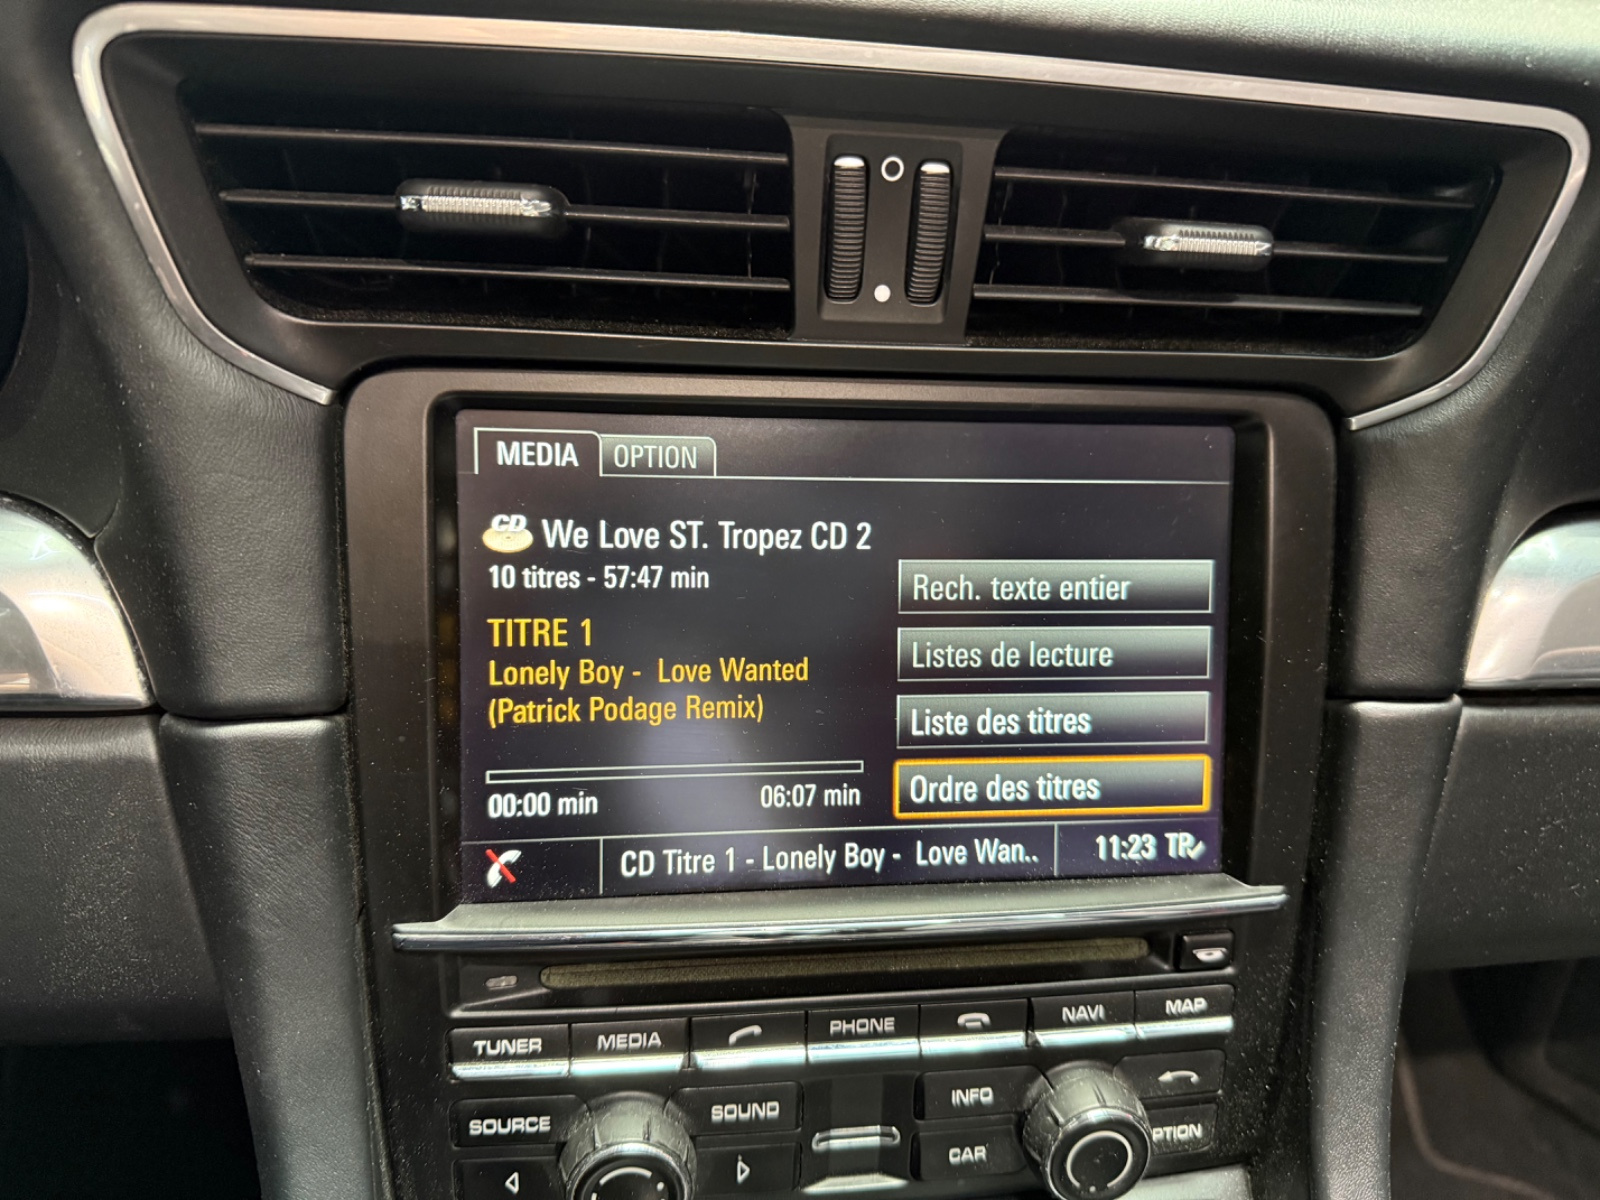 MEDIA
OPTION
CD
We Love ST. Tropez CD 2
10 titres - 57:47 min
TITRE 1
Lonely Boy - Love Wanted
(Patrick Podage Remix)
00:00 min
06:07 min
Rech. texte entier
Listes de lecture
Liste des titres
Ordre des titres
CD Titre 1 - Lonely Boy - Love Wan..
11:23 TP
TUNER
MEDIA
PHONE
NAVI
MAP
SOURCE
SOUND
INFO
CAR
PTION